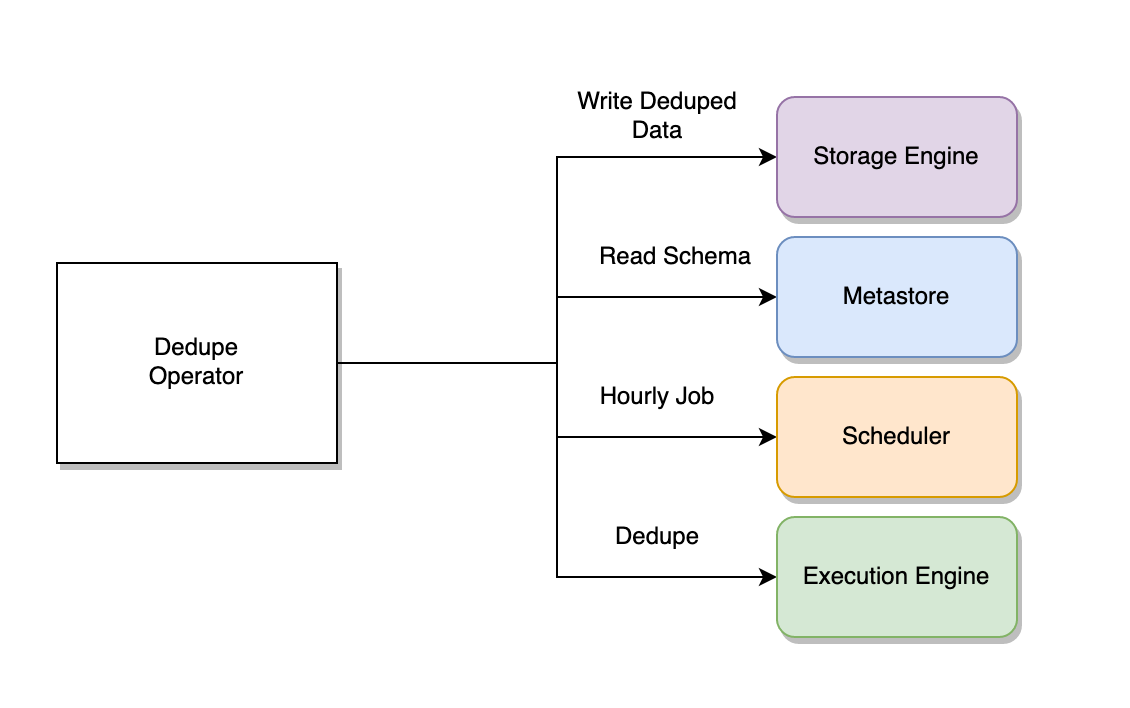 Write Deduped
Data
Storage Engine
Read Schema
Metastore
Dedupe
Operator
Hourly Job
Scheduler
Dedupe
Execution Engine